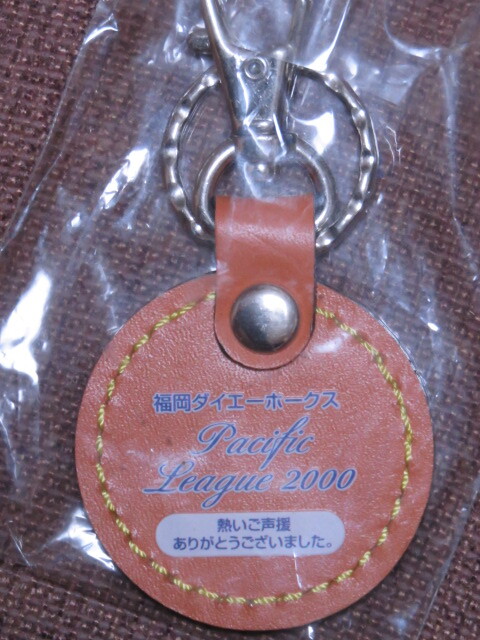 福岡ダイエーホークス
Pacific
League 2000
熱いご声援
ありがとうございました。